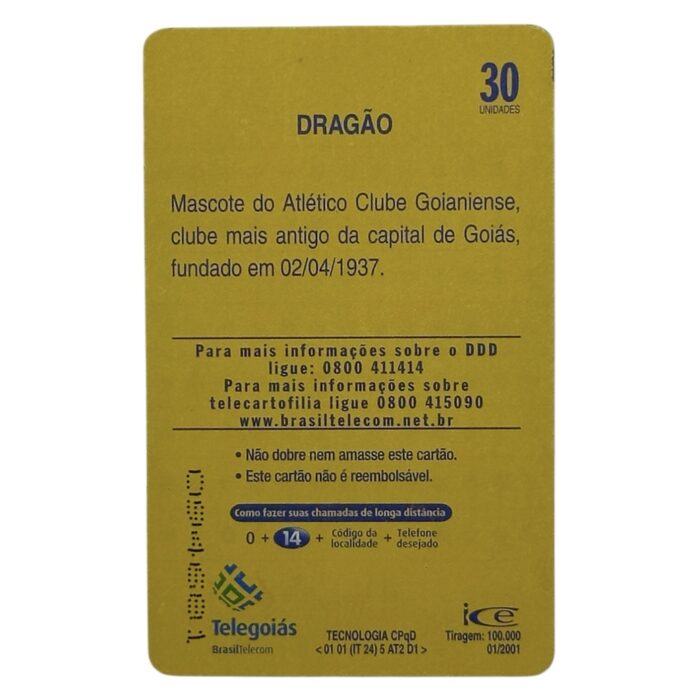 30
UNIDADES
DRAGÃO
Mascote do Atlético Clube Goianiense,
clube mais antigo da capital de Goiás,
fundado em 02/04/1937.
Para mais informações sobre o DDD
ligue: 0800 411414
Para mais informações sobre
telecartofilia ligue 0800 415090
www.brasiltelecom.net.br
• Não dobre nem amasse este cartão.
• Este cartão não é reembolsável.
Como fazer suas chamadas de longa distância
0 + 14 + Código da localidade + Telefone desejado
Telegoiás
BrasilTelecom
TECNOLOGIA CPqD
< 01 01 (IT 24) 5 AT2 D1 >
ice
Tiragem: 100.000
01/2001